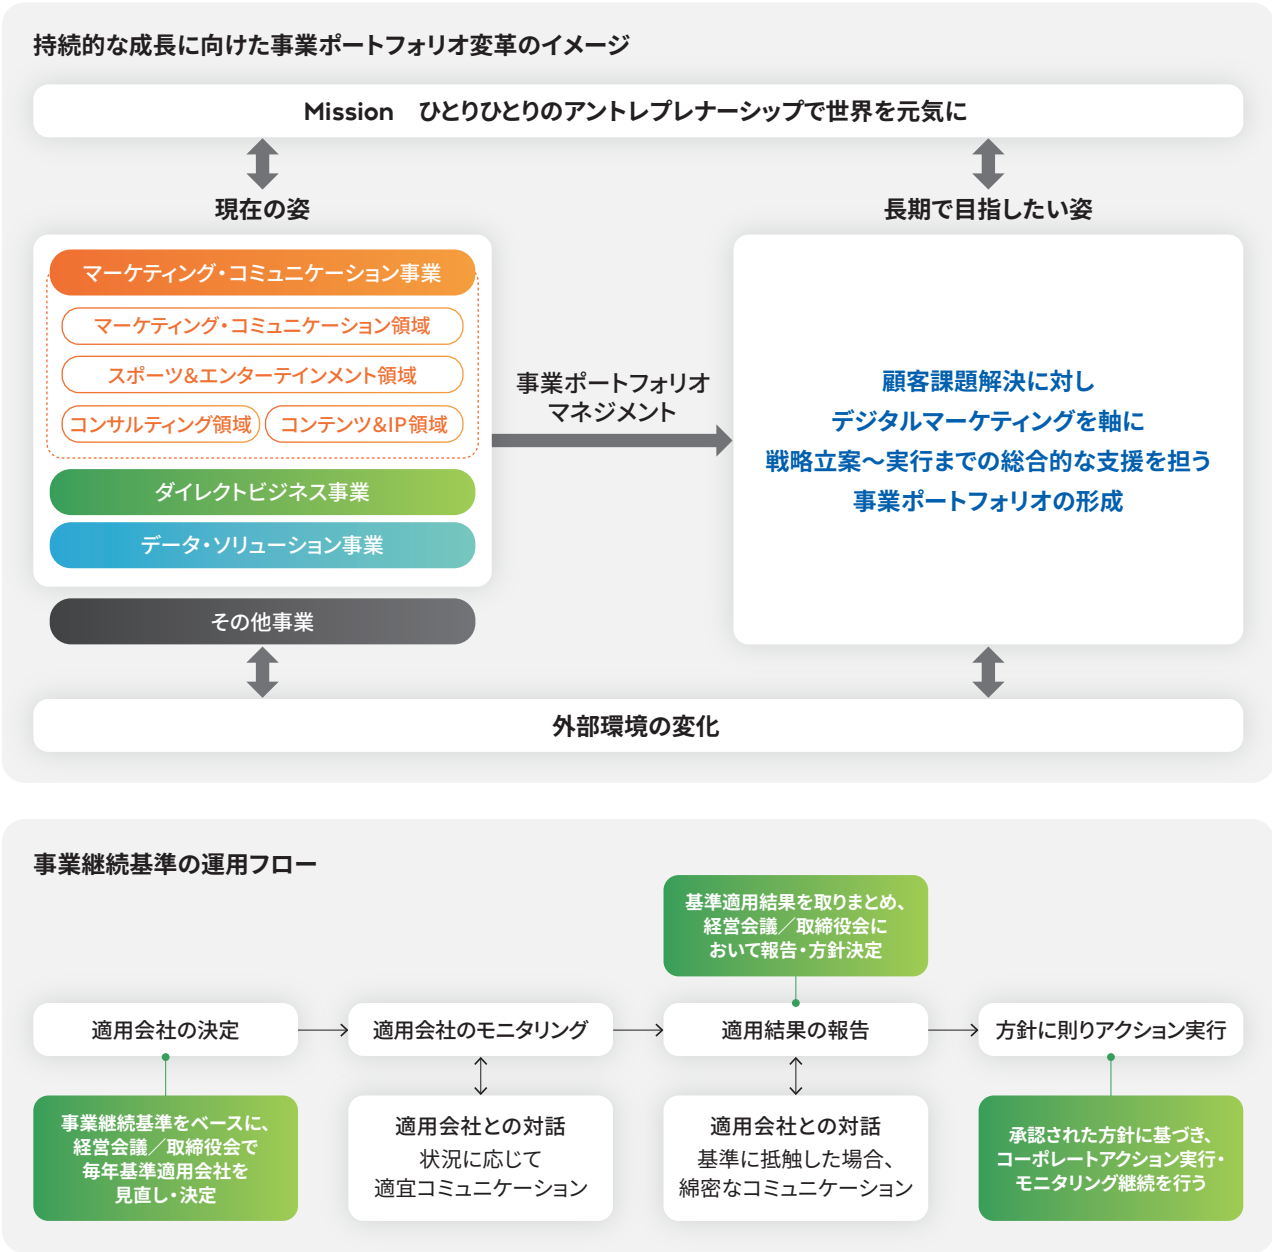 持続的な成長に向けた事業ポートフォリオ変革のイメージ
Mission ひとりひとりのアントレプレナーシップで世界を元気に
現在の姿
マーケティング・コミュニケーション事業
マーケティング・コミュニケーション領域
スポーツ&エンターテインメント領域
コンサルティング領域
コンテンツ&IP領域
ダイレクトビジネス事業
データ・ソリューション事業
その他事業
事業ポートフォリオ
マネジメント
長期で目指したい姿
顧客課題解決に対し
デジタルマーケティングを軸に
戦略立案～実行までの総合的な支援を担う
事業ポートフォリオの形成
外部環境の変化
事業継続基準の運用フロー
適用会社の決定
事業継続基準をベースに、
経営会議／取締役会で
毎年基準適用会社を
見直し・決定
適用会社のモニタリング
適用会社との対話
状況に応じて
適宜コミュニケーション
基準適用結果を取りまとめ、
経営会議／取締役会に
おいて報告・方針決定
適用結果の報告
適用会社との対話
基準に抵触した場合、
綿密なコミュニケーション
方針に則りアクション実行
承認された方針に基づき、
コーポレートアクション実行・
モニタリング継続を行う